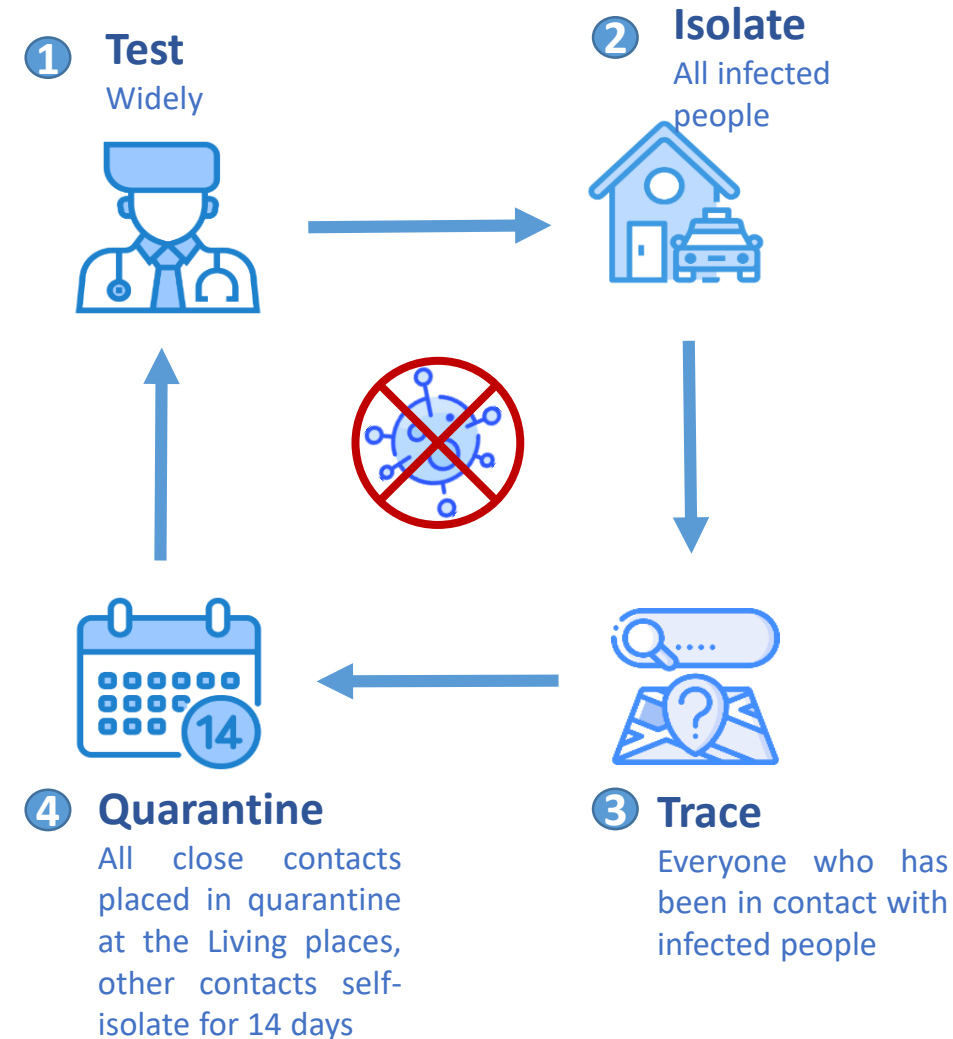 1 Test
Widely
2 Isolate
All infected
people
14
4 Quarantine
All close contacts
placed in quarantine
at the Living places,
other contacts self-
isolate for 14 days
?
3 Trace
Everyone who has
been in contact with
infected people